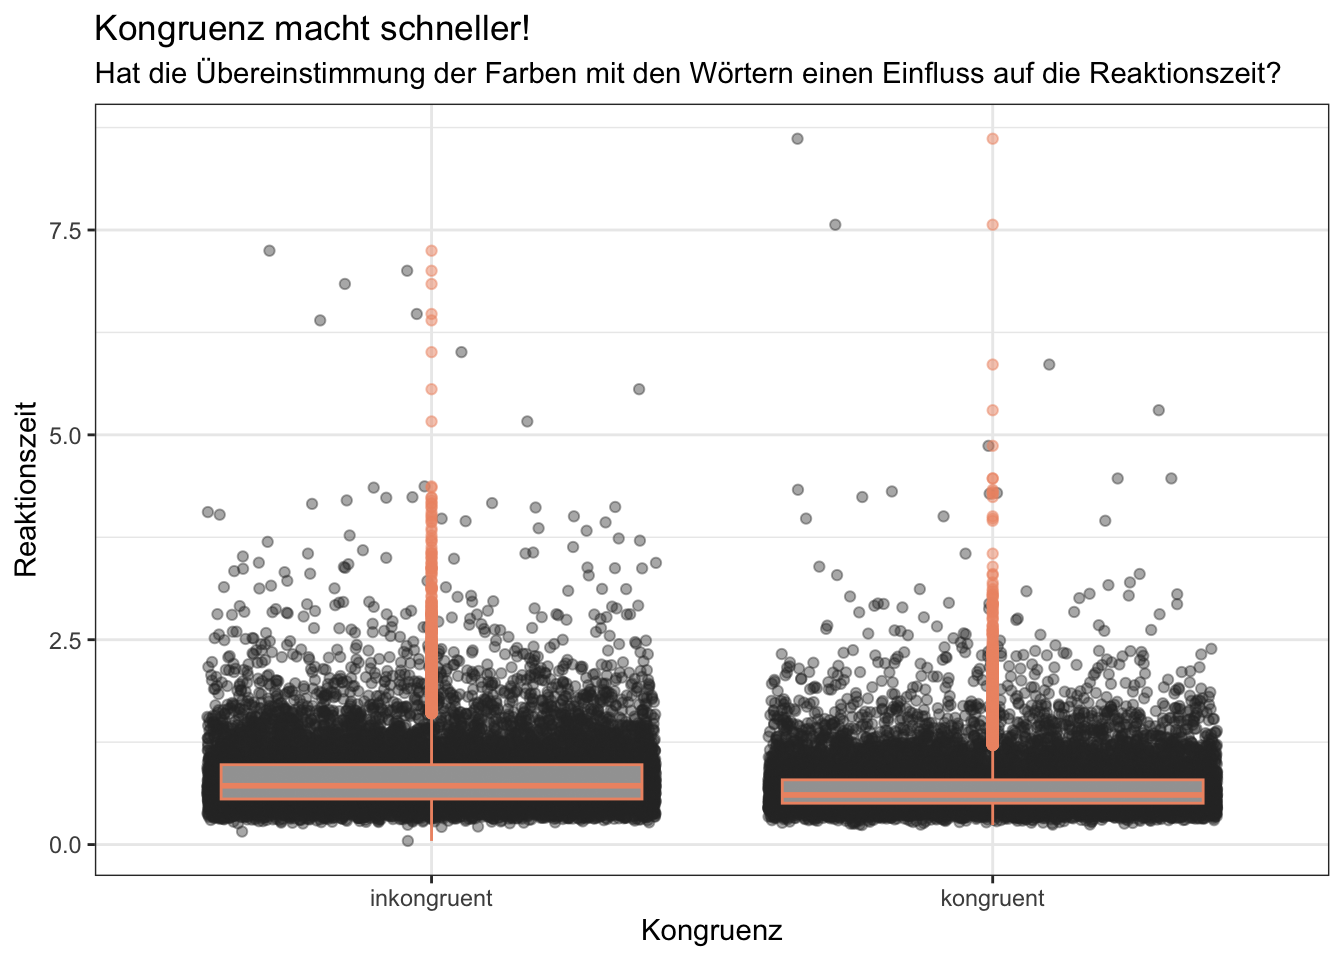 Kongruenz macht schneller!
Hat die Übereinstimmung der Farben mit den Wörtern einen Einfluss auf die Reaktionszeit?
Reaktionszeit
7.5
5.0
2.5
0.0
inkongruent
kongruent
Kongruenz